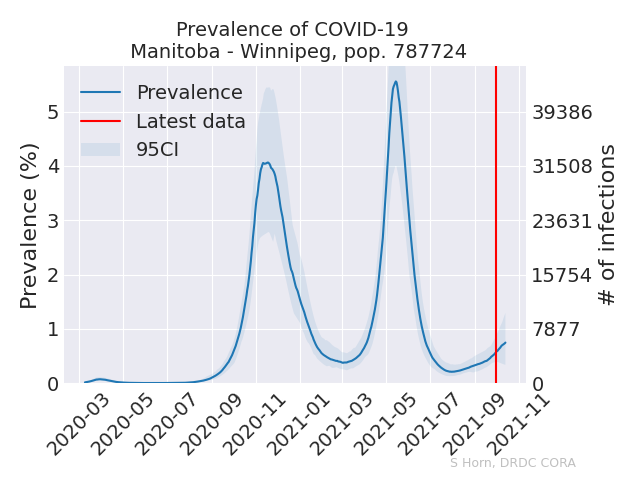 Prevalence of COVID-19
Manitoba - Winnipeg, pop. 787724
Prevalence
Latest data
95CI
Prevalence (%)
5
4
3
2
1
0
39386
31508
23631
15754
7877
0
# of infections
2020-03
2020-05
2020-07
2020-09
2020-11
2021-01
2021-03
2021-05
2021-07
2021-09
2021-11
S Horn, DRDC CORA